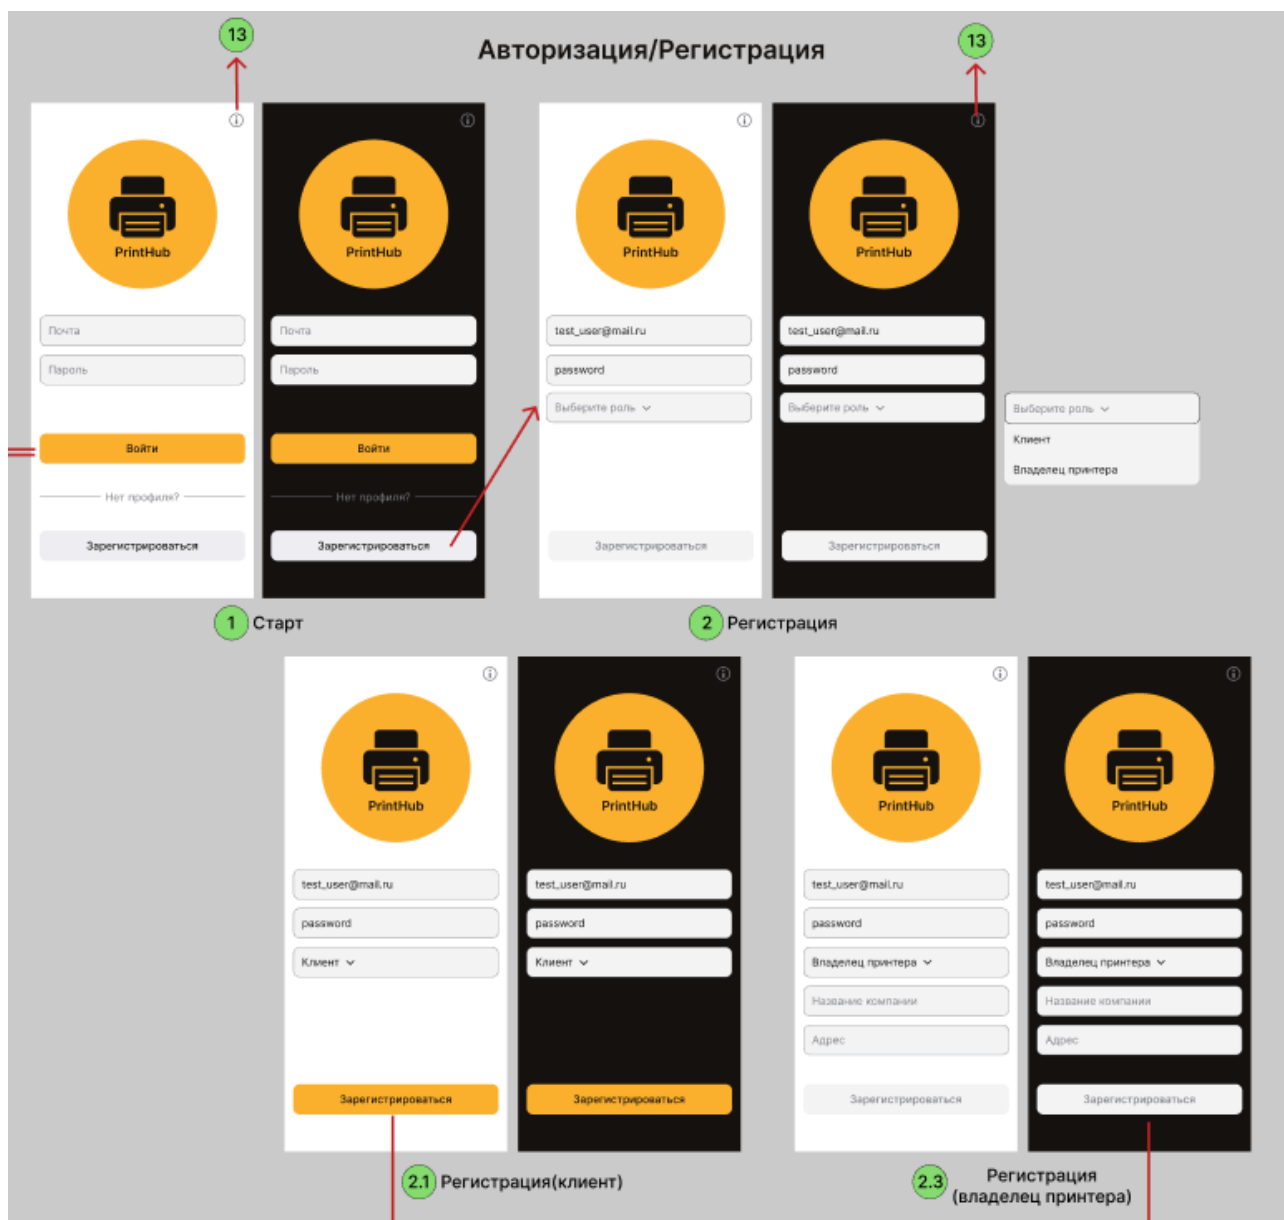 13
Авторизация/Регистрация
13
PrintHub
Почта
Пароль
Войти
Нет профиля?
Зарегистрироваться
PrintHub
Почта
Пароль
Войти
Нет профиля?
Зарегистрироваться
1 Старт
PrintHub
test_user@mail.ru
password
Выберите роль
Зарегистрироваться
PrintHub
test_user@mail.ru
password
Выберите роль
Зарегистрироваться
Выберите роль
Клиент
Владелец принтера
2 Регистрация
PrintHub
test_user@mail.ru
password
Клиент
Зарегистрироваться
PrintHub
test_user@mail.ru
password
Клиент
Зарегистрироваться
2.1 Регистрация(клиент)
PrintHub
test_user@mail.ru
password
Владелец принтера
Название компании
Адрес
Зарегистрироваться
PrintHub
test_user@mail.ru
password
Владелец принтера
Название компании
Адрес
Зарегистрироваться
2.3 Регистрация
(владелец принтера)